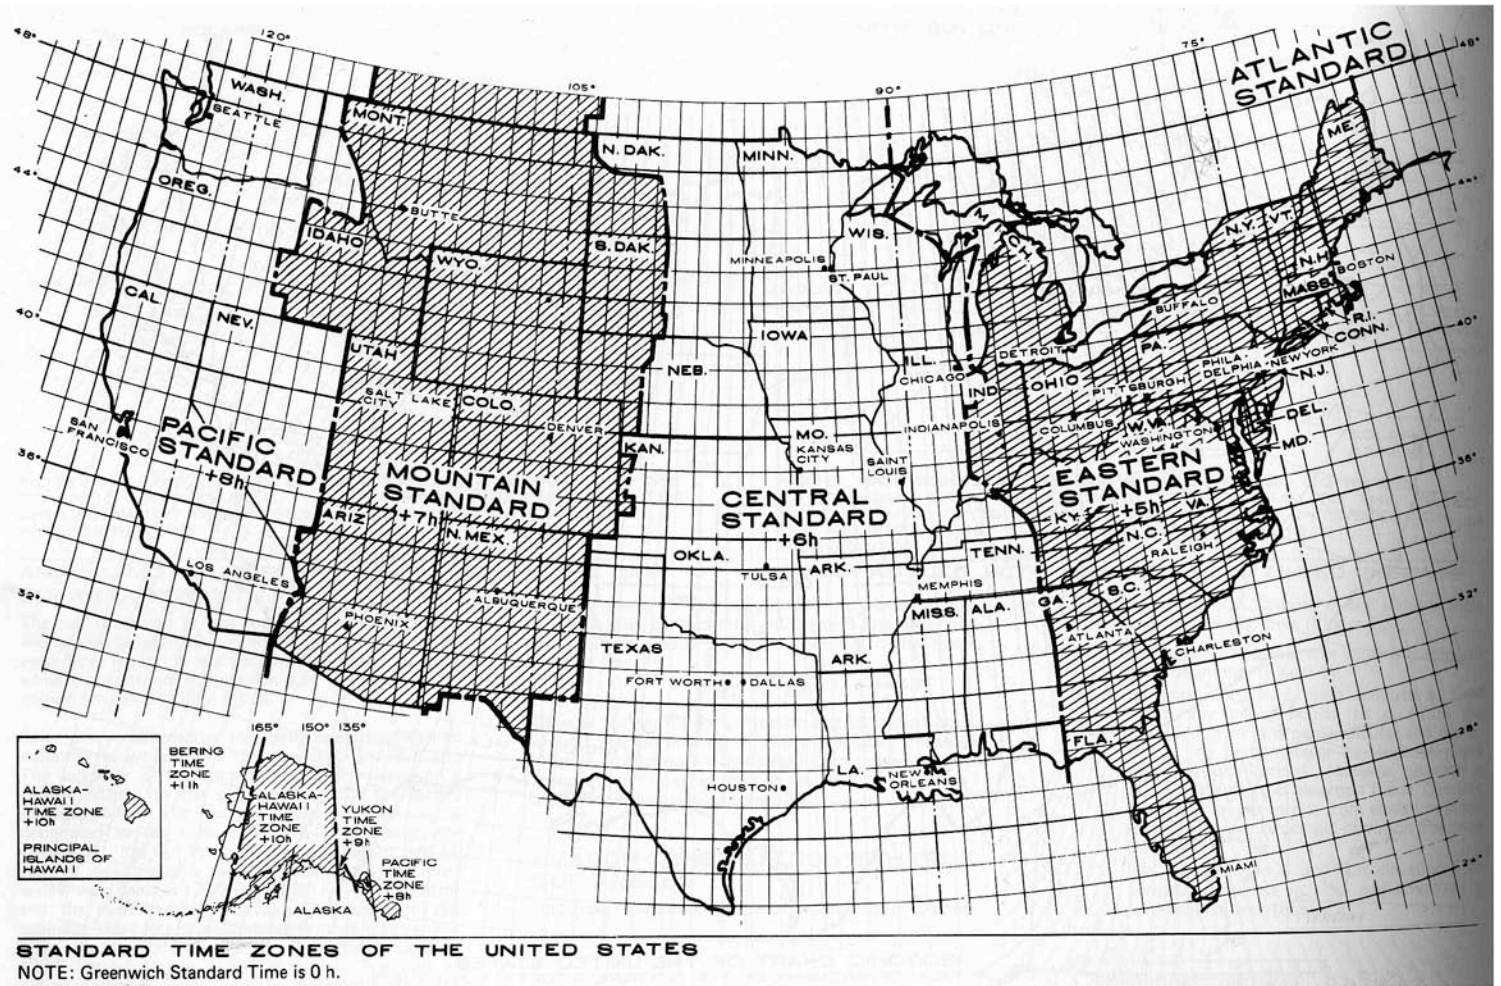 48°
120°
105°
90°
75°
48°
ATLANTIC
STANDARD
WASH.
SEATTLE
MONT.
N. DAK.
MINN.
ME.
OREG.
44°
44°
BUTTE
IDAHO
WYO.
S. DAK.
WIS.
MICH.
MINNEAPOLIS
ST. PAUL
N.Y.
VT.
N.H.
BOSTON
MASS.
CAL.
NEV.
40°
40°
UTAH
IOWA
NEB.
ILL.
CHICAGO
DETROIT
BUFFALO
PA.
R.I.
CONN.
NEW YORK
PHILA-
DELPHIA
N.J.
IND.
OHIO
PITTSBURGH
SALT LAKE
CITY
COLO.
DENVER
KAN.
MO.
KANSAS
CITY
SAINT
LOUIS
INDIANAPOLIS
COLUMBUS
W.VA.
WASHINGTON
DEL.
MD.
SAN
FRANCISCO
PACIFIC
STANDARD
+8h
36°
36°
MOUNTAIN
STANDARD
+7h
CENTRAL
STANDARD
+6h
EASTERN
STANDARD
+5h
KY.
VA.
ARIZ
N. MEX.
OKLA.
TULSA
ARK.
TENN.
N.C.
RALEIGH
LOS ANGELES
ALBUQUERQUE
PHOENIX
MEMPHIS
MISS.
ALA.
GA.
S.C.
32°
32°
ATLANTA
CHARLESTON
TEXAS
FORT WORTH
DALLAS
ARK.
FLA.
28°
LA.
NEW
ORLEANS
HOUSTON
MIAMI
24°
165°
150°
135°
BERING
TIME
ZONE
+11h
ALASKA-
HAWAII
TIME ZONE
+10h
PRINCIPAL
ISLANDS OF
HAWAII
ALASKA-
HAWAII
TIME
ZONE
+10h
YUKON
TIME
ZONE
+9h
PACIFIC
TIME
ZONE
+8h
ALASKA
STANDARD TIME ZONES OF THE UNITED STATES
NOTE: Greenwich Standard Time is 0 h.